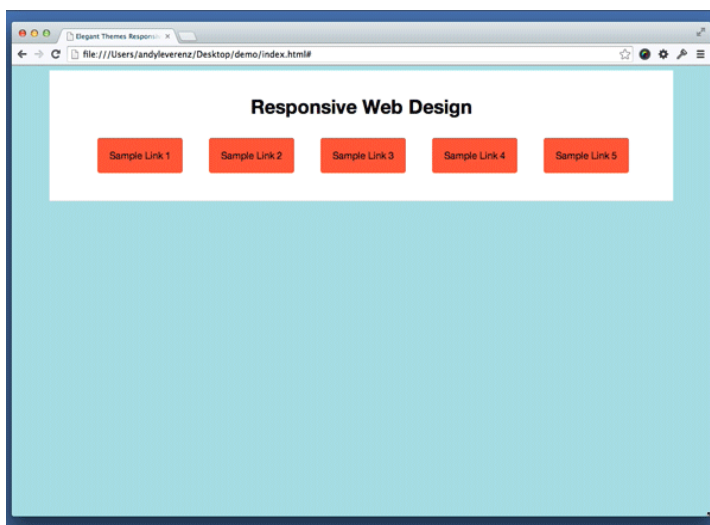 Elegant Themes Responsi
file:///Users/andyleverenz/Desktop/demo/index.html#
Responsive Web Design
Sample Link 1
Sample Link 2
Sample Link 3
Sample Link 4
Sample Link 5